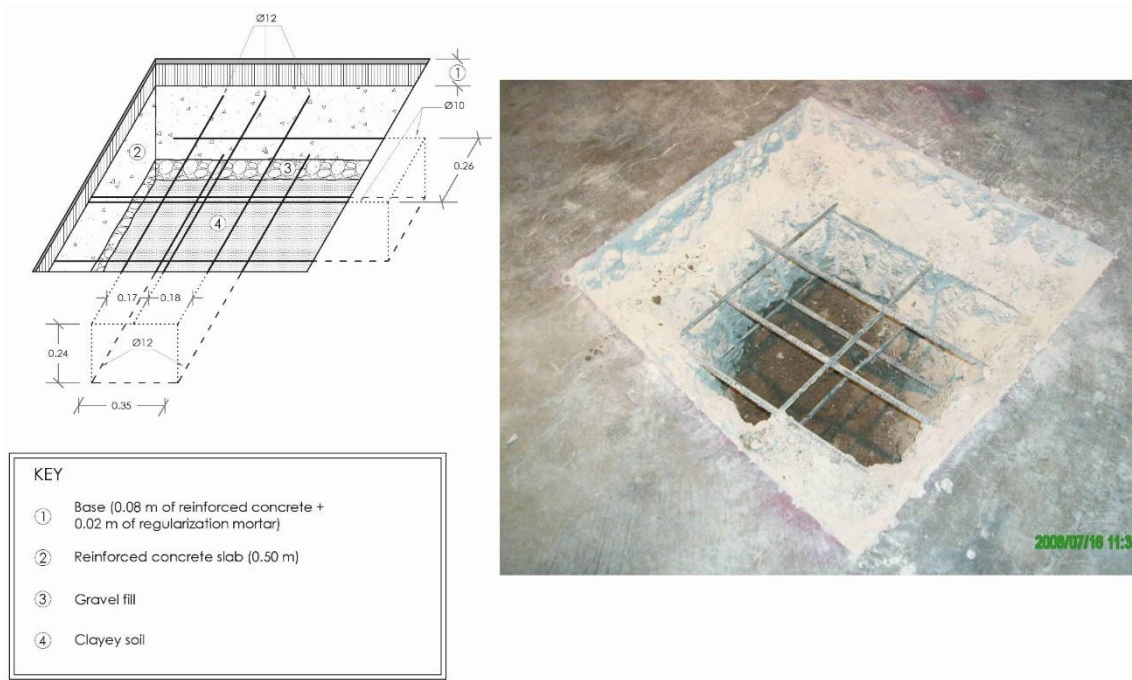 Ø12
1
Ø10
2
3
0.26
4
0.17
0.18
0.24
Ø12
0.35
KEY
1 Base (0.08 m of reinforced concrete +
0.02 m of regularization mortar)
2 Reinforced concrete slab (0.50 m)
3 Gravel fill
4 Clayey soil
2008/07/16 11:3